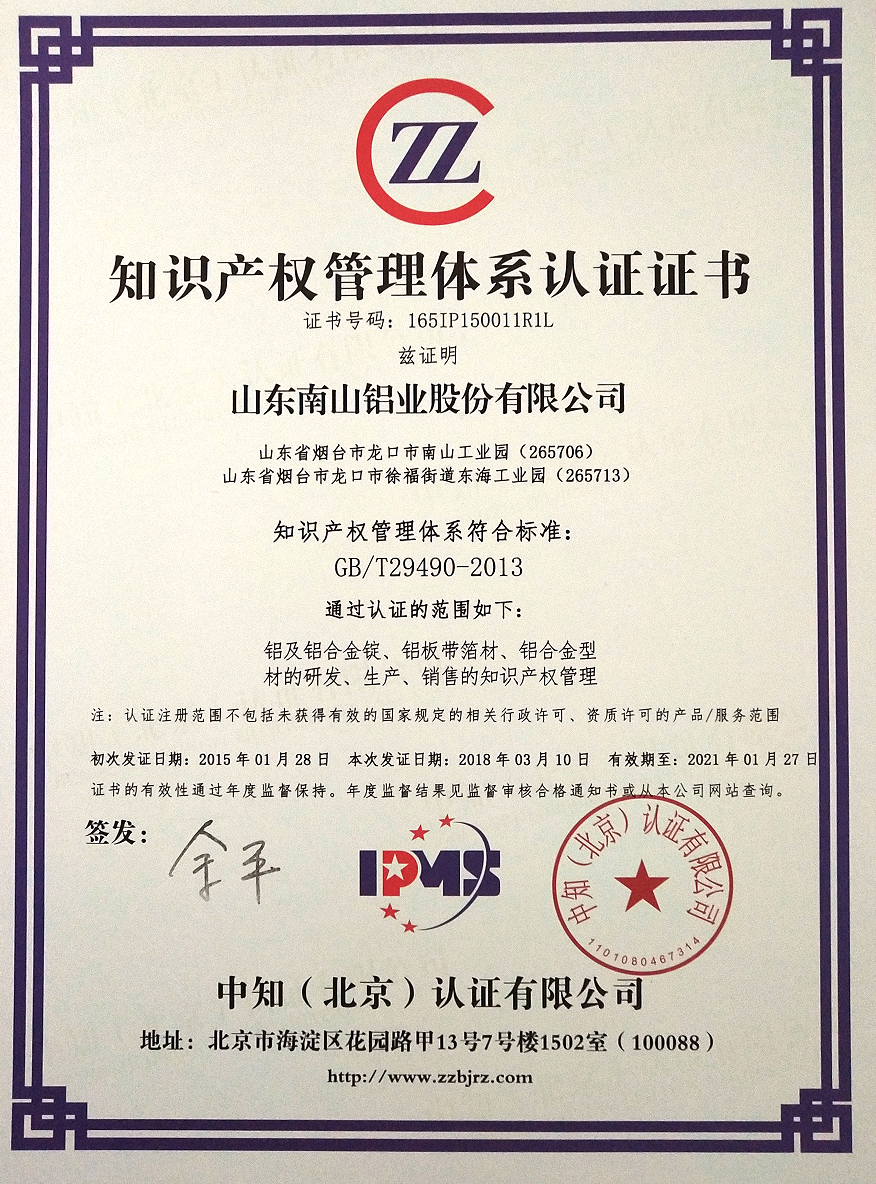 ZZ
知识产权管理体系认证证书
证书号码：165IP150011R1L
兹证明
山东南山铝业股份有限公司
山东省烟台市龙口市南山工业园（265706）
山东省烟台市龙口市徐福街道东海工业园（265713）
知识产权管理体系符合标准：
GB/T29490-2013
通过认证的范围如下：
铝及铝合金锭、铝板带箔材、铝合金型
材的研发、生产、销售的知识产权管理
注：认证注册范围不包括未获得有效的国家规定的相关行政许可、资质许可的产品/服务范围
初次发证日期：2015年01月28日 本次发证日期：2018年03月10日 有效期至：2021年01月27日
证书的有效性通过年度监督保持。年度监督结果见监督审核合格通知书或从本公司网站查询。
签发：
余平
IPMS
中知（北京）认证有限公司
1101080467314
中知（北京）认证有限公司
地址：北京市海淀区花园路甲13号7号楼1502室（100088）
http://www.zzbjrz.com